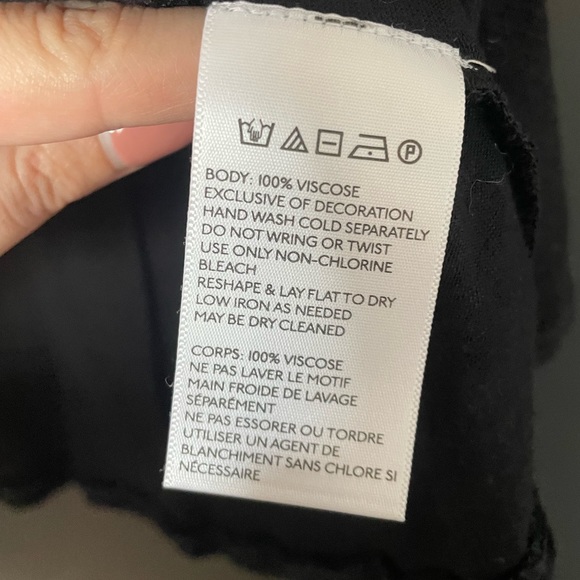 P
BODY: 100% VISCOSE
EXCLUSIVE OF DECORATION
HAND WASH COLD SEPARATELY
DO NOT WRING OR TWIST
USE ONLY NON-CHLORINE
BLEACH
RESHAPE & LAY FLAT TO DRY
LOW IRON AS NEEDED
MAY BE DRY CLEANED
CORPS: 100% VISCOSE
NE PAS LAVER LE MOTIF
MAIN FROIDE DE LAVAGE
SÉPARÉMENT
NE PAS ESSORER OU TORDRE
UTILISER UN AGENT DE
BLANCHIMENT SANS CHLORE SI
NÉCESSAIRE